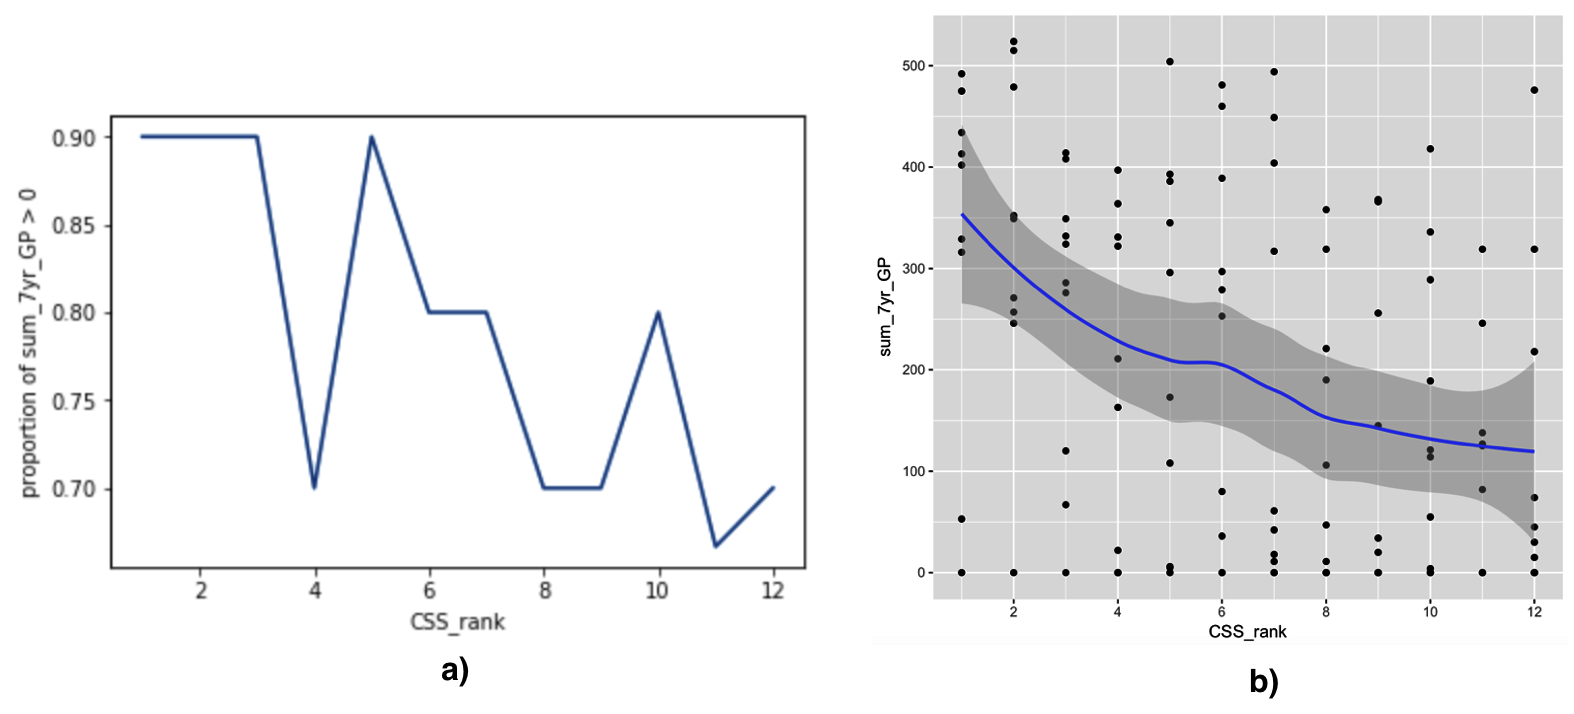 proportion of sum_7yr_GP > 0
0.90
0.85
0.80
0.75
0.70
2 4 6 8 10 12
CSS_rank
a)
sum_7yr_GP
500
400
300
200
100
0
2 4 6 8 10 12
CSS_rank
b)